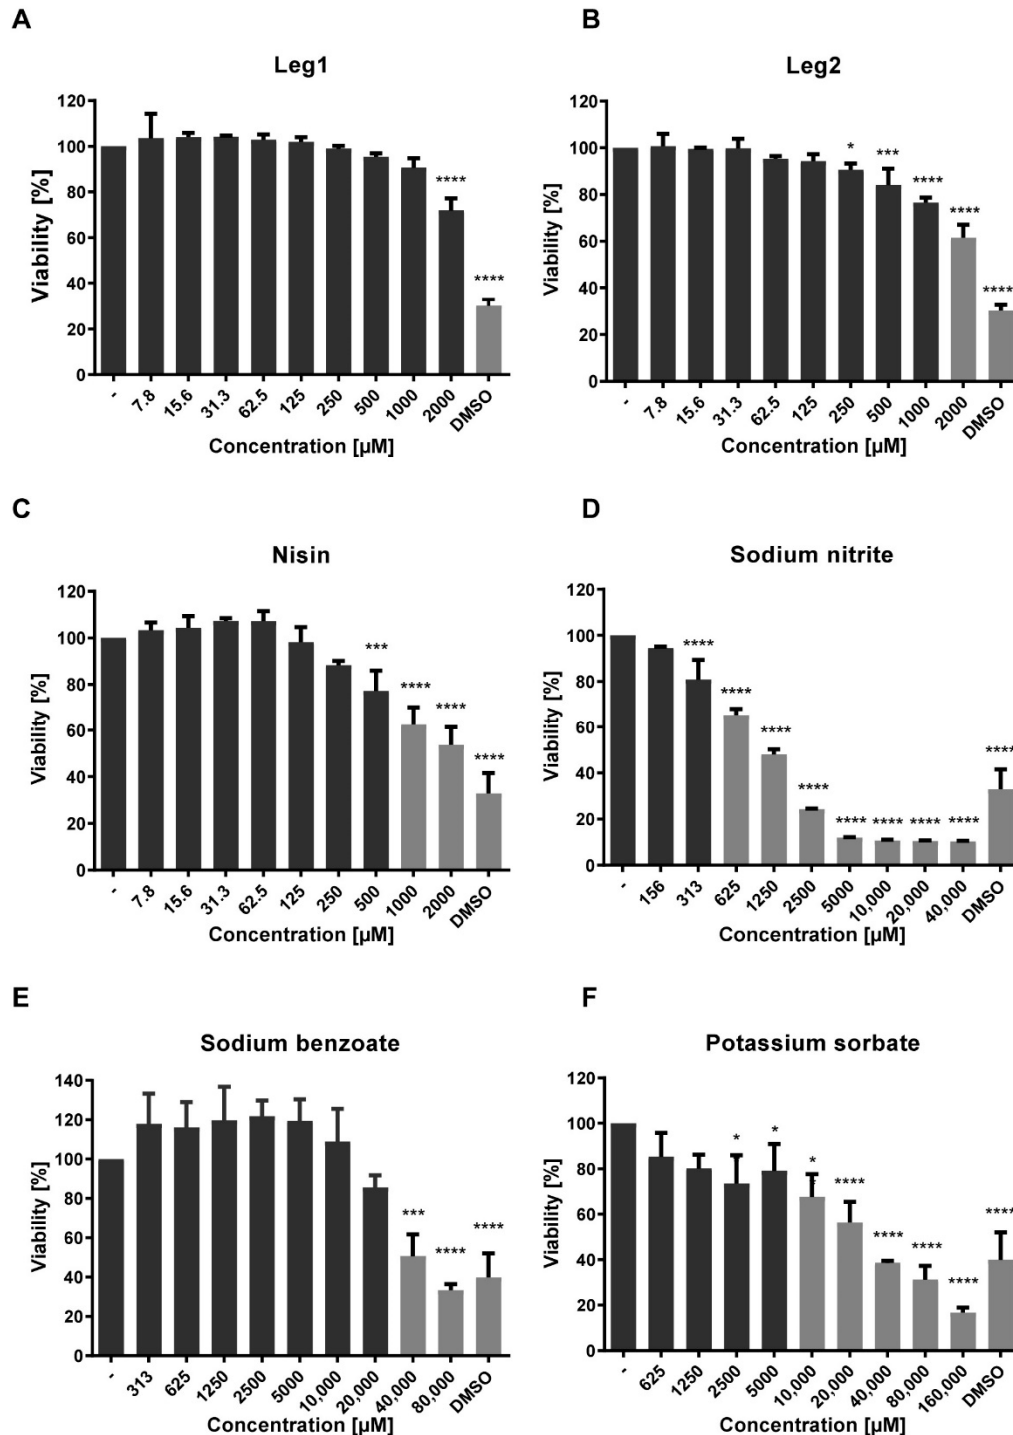 A
Leg1
Viability [%]
120
100
80
60
40
20
0
****
****
- 7.8 15.6 31.3 62.5 125 250 500 1000 2000 DMSO
Concentration [µM]
B
Leg2
Viability [%]
120
100
80
60
40
20
0
* *** **** **** ****
- 7.8 15.6 31.3 62.5 125 250 500 1000 2000 DMSO
Concentration [µM]
C
Nisin
Viability [%]
120
100
80
60
40
20
0
*** **** **** ****
- 7.8 15.6 31.3 62.5 125 250 500 1000 2000 DMSO
Concentration [µM]
D
Sodium nitrite
Viability [%]
120
100
80
60
40
20
0
**** **** **** **** **** **** **** **** ****
- 156 313 625 1250 2500 5000 10,000 20,000 40,000 DMSO
Concentration [µM]
E
Sodium benzoate
Viability [%]
140
120
100
80
60
40
20
0
*** **** ****
- 313 625 1250 2500 5000 10,000 20,000 40,000 80,000 DMSO
Concentration [µM]
F
Potassium sorbate
Viability [%]
120
100
80
60
40
20
0
* * * * **** **** **** **** ****
- 625 1250 2500 5000 10,000 20,000 40,000 80,000 160,000 DMSO
Concentration [µM]